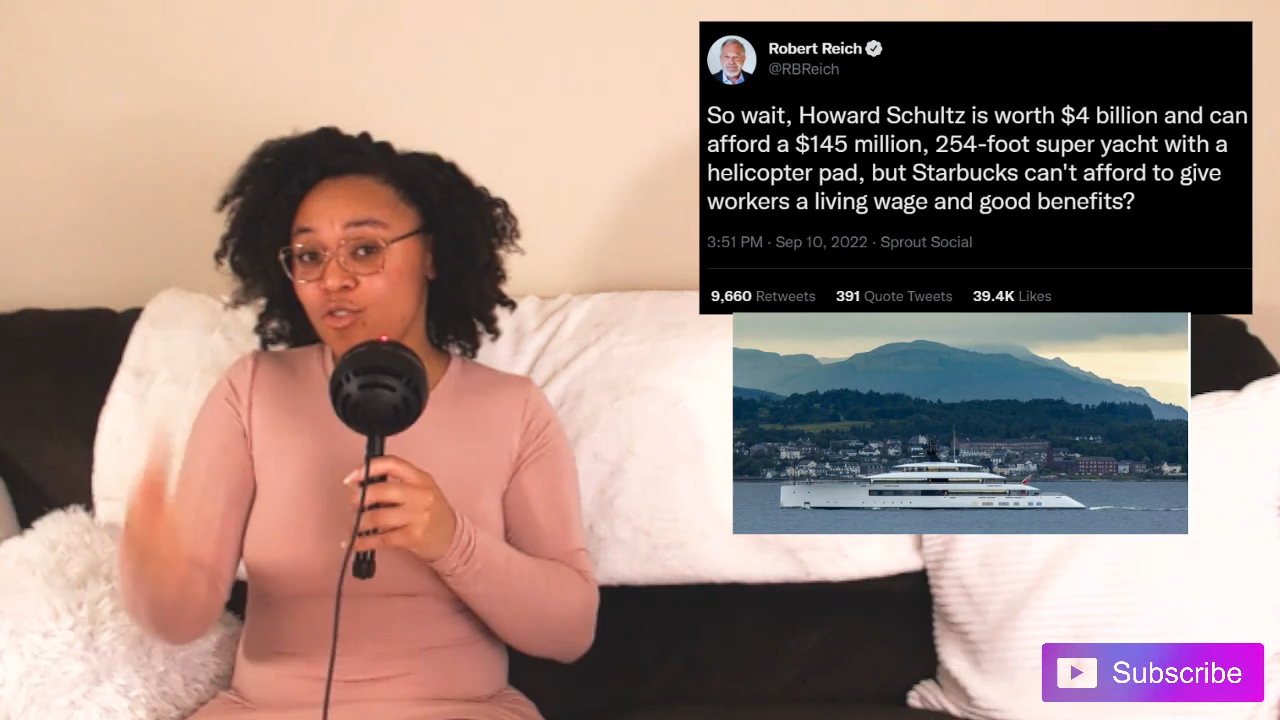 Robert Reich
@RBReich
So wait, Howard Schultz is worth $4 billion and can
afford a $145 million, 254-foot super yacht with a
helicopter pad, but Starbucks can't afford to give
workers a living wage and good benefits?
3:51 PM · Sep 10, 2022 · Sprout Social
9,660 Retweets 391 Quote Tweets 39.4K Likes
Subscribe